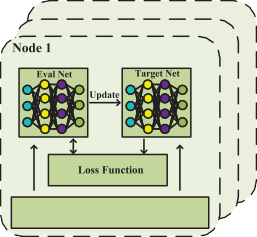 Node 1
Eval Net
Target Net
Update
Loss Function